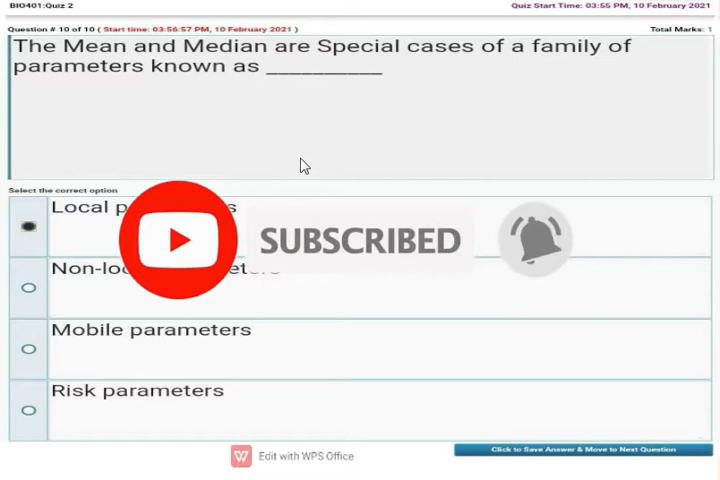 BIO401:Quiz 2
Quiz Start Time: 03:55 PM, 10 February 2021
Question # 10 of 10 ( Start time: 03:56:57 PM, 10 February 2021 )
Total Marks: 1
The Mean and Median are Special cases of a family of
parameters known as __________
Select the correct option
Local
SUBSCRIBED
Mobile parameters
Risk parameters
Edit with WPS Office
Click to Save Answer & Move to Next Question